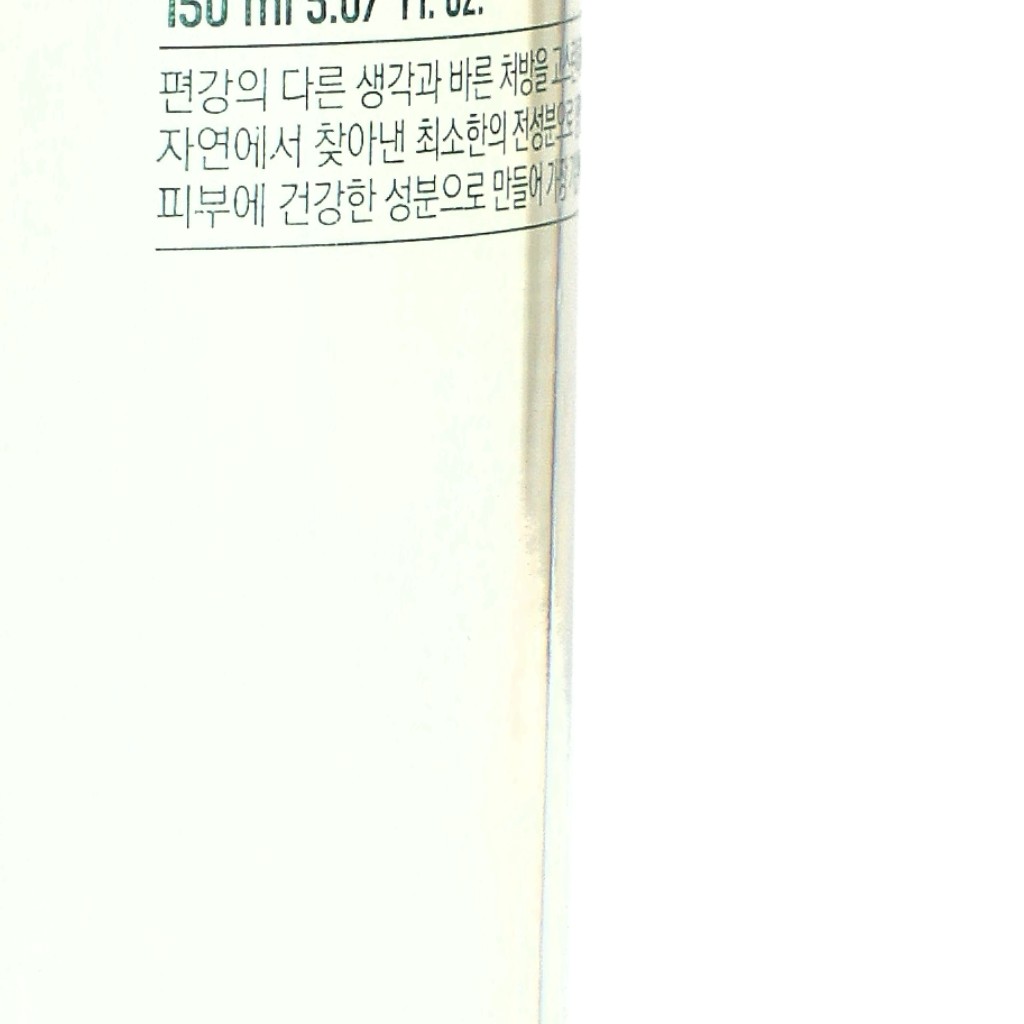 150 ml 5.07 fl. oz.
편강의 다른 생각과 바른 처방을
자연에서 찾아낸 최소한의 전성분으로
피부에 건강한 성분으로 만들어